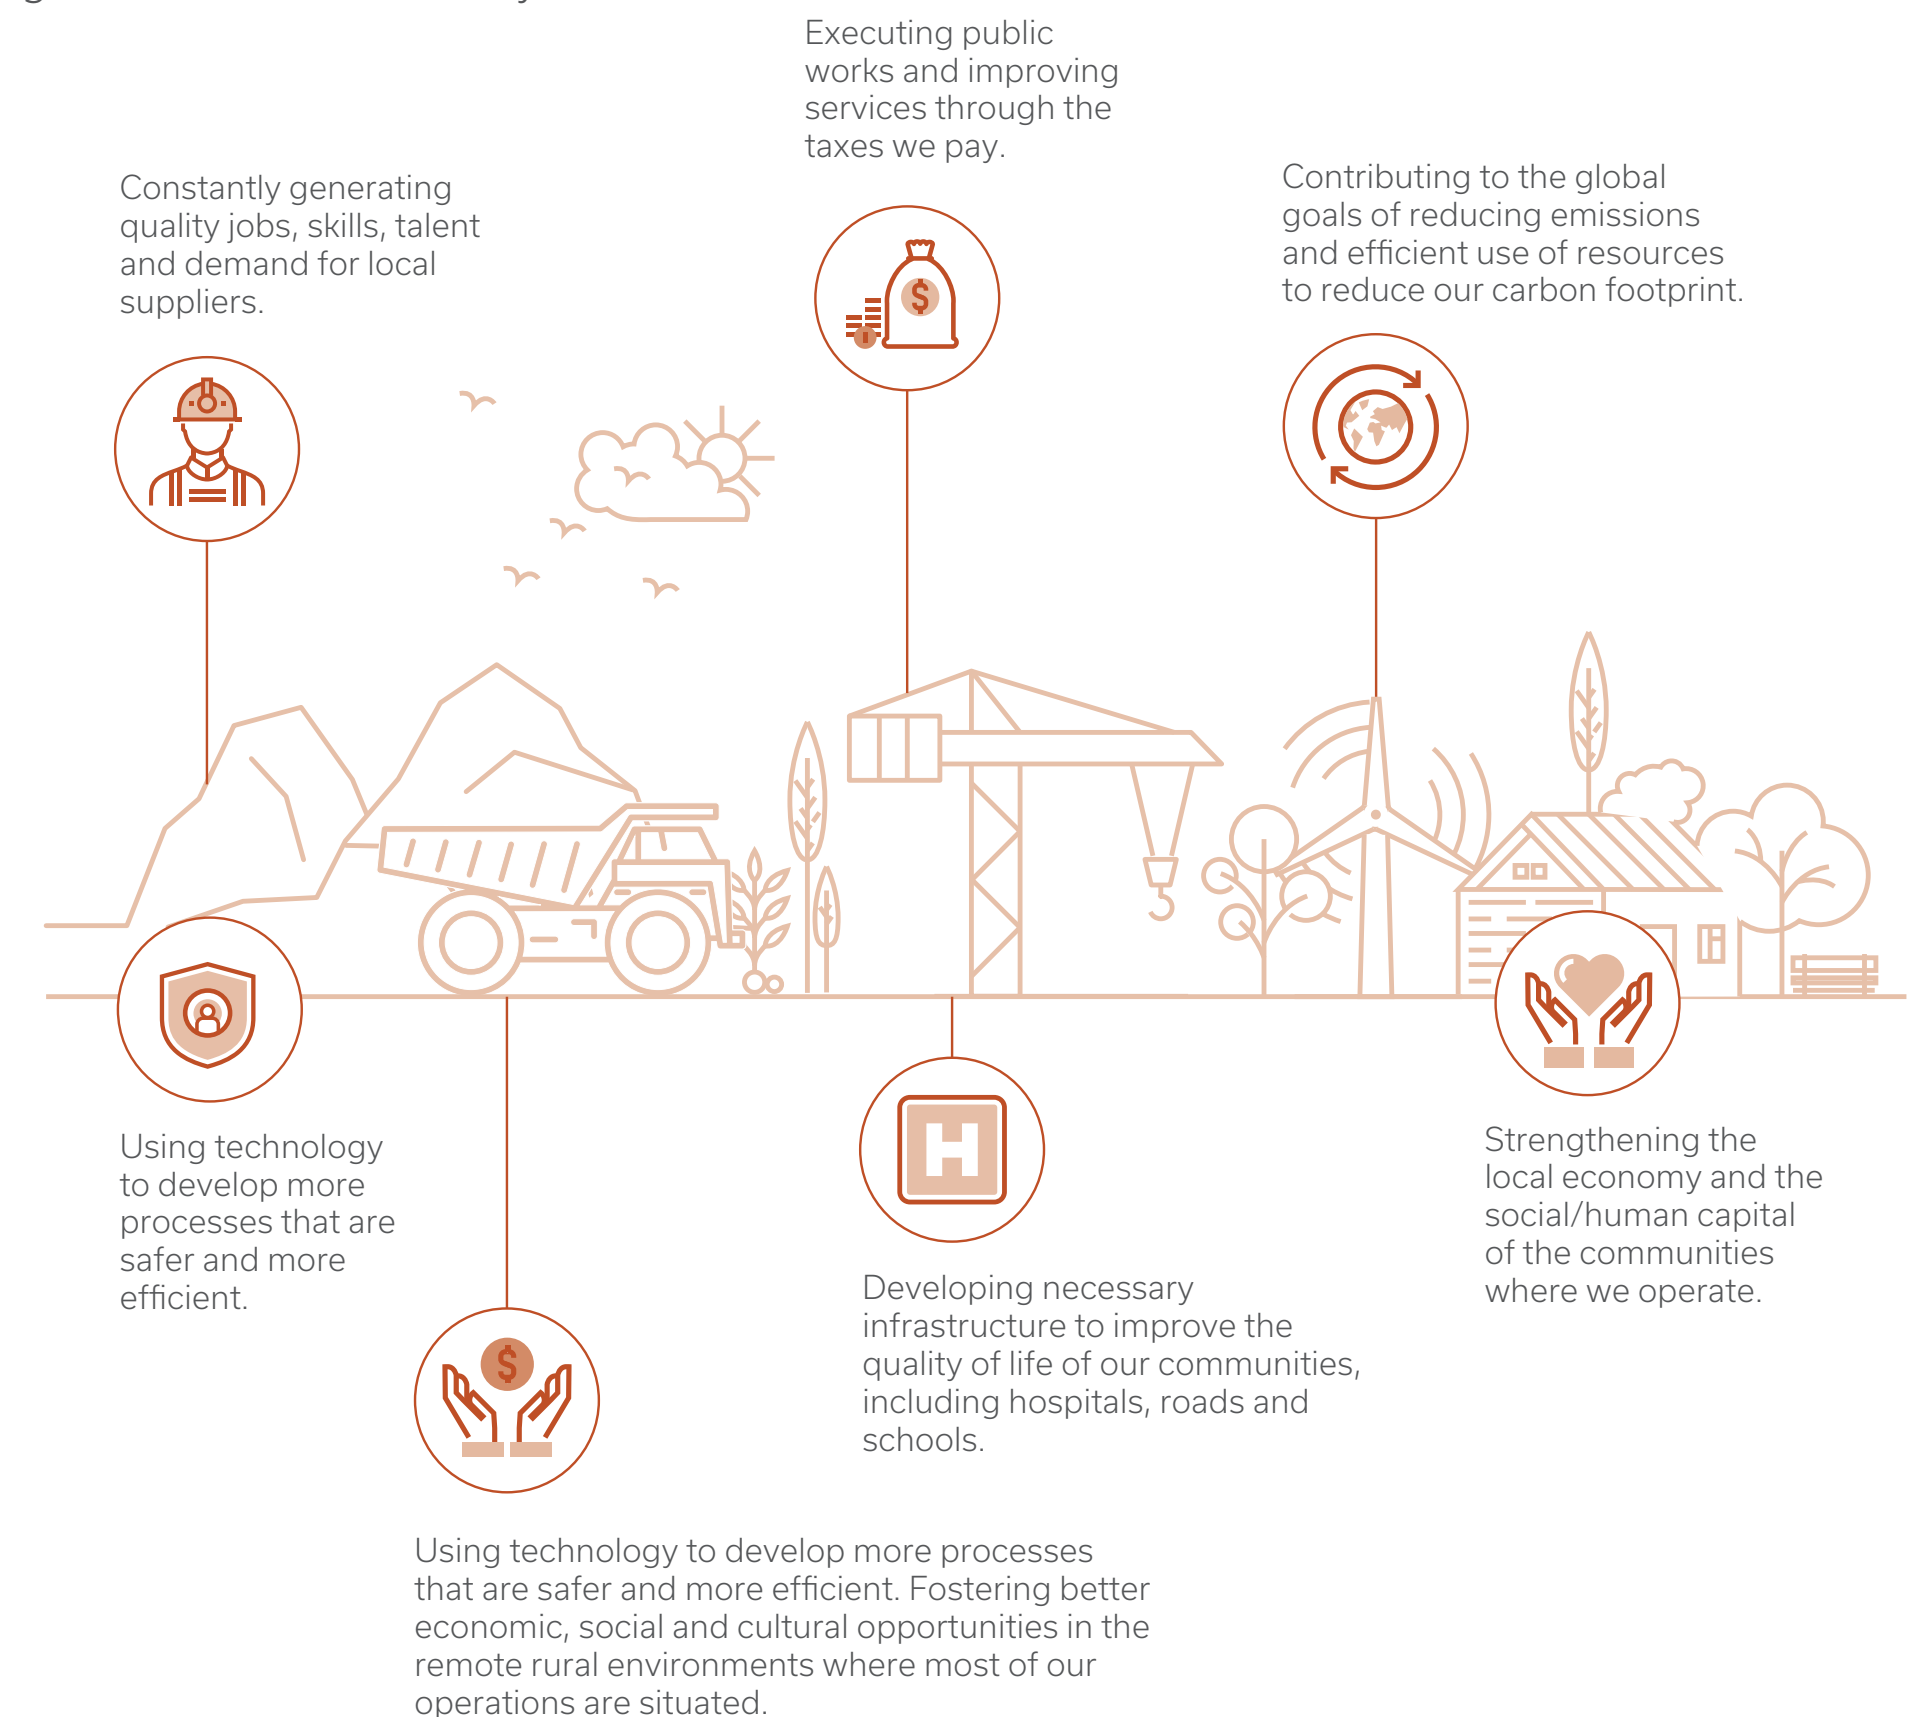 Executing public
works and improving
services through the
taxes we pay.
Constantly generating
quality jobs, skills, talent
and demand for local
suppliers.
Contributing to the global
goals of reducing emissions
and efficient use of resources
to reduce our carbon footprint.
$
Using technology
to develop more
processes that are
safer and more
efficient.
H
Developing necessary
infrastructure to improve the
quality of life of our communities,
including hospitals, roads and
schools.
Strengthening the
local economy and the
social/human capital
of the communities
where we operate.
$
Using technology to develop more processes
that are safer and more efficient. Fostering better
economic, social and cultural opportunities in the
remote rural environments where most of our
operations are situated.